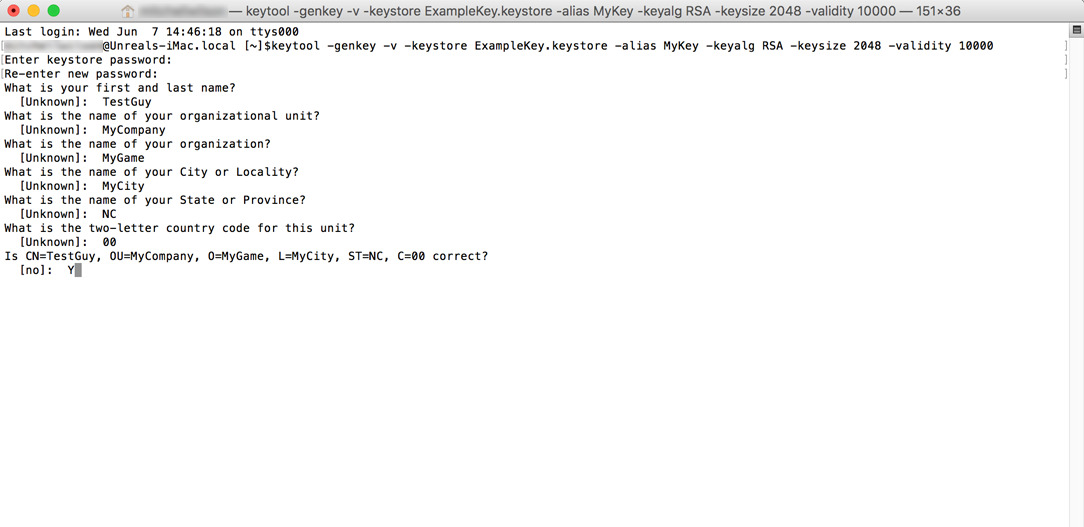 — keytool -genkey -v -keystore ExampleKey.keystore -alias MyKey -keyalg RSA -keysize 2048 -validity 10000 — 151×36
Last login: Wed Jun  7 14:46:18 on ttys000
@Unreals-iMac.local [~]$keytool -genkey -v -keystore ExampleKey.keystore -alias MyKey -keyalg RSA -keysize 2048 -validity 10000
Enter keystore password:
Re-enter new password:
What is your first and last name?
[Unknown]:  TestGuy
What is the name of your organizational unit?
[Unknown]:  MyCompany
What is the name of your organization?
[Unknown]:  MyGame
What is the name of your City or Locality?
[Unknown]:  MyCity
What is the name of your State or Province?
[Unknown]:  NC
What is the two-letter country code for this unit?
[Unknown]:  00
Is CN=TestGuy, OU=MyCompany, O=MyGame, L=MyCity, ST=NC, C=00 correct?
[no]:  Y